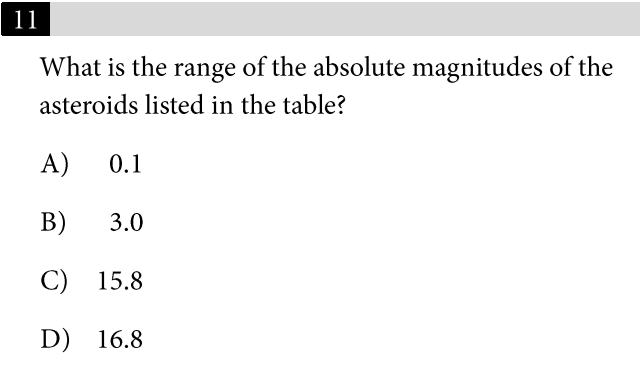 11
What is the range of the absolute magnitudes of the
asteroids listed in the table?
A) 0.1
B) 3.0
C) 15.8
D) 16.8